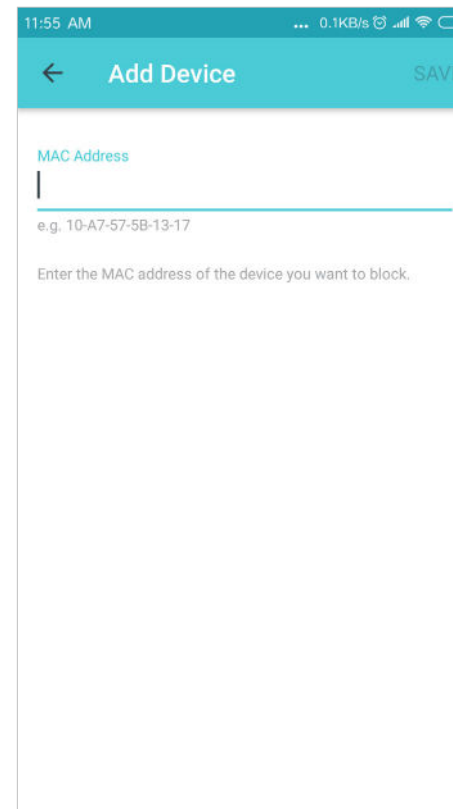 11:55 AM ... 0.1KB/s
Add Device SAV
MAC Address
e.g. 10-A7-57-5B-13-17
Enter the MAC address of the device you want to block.